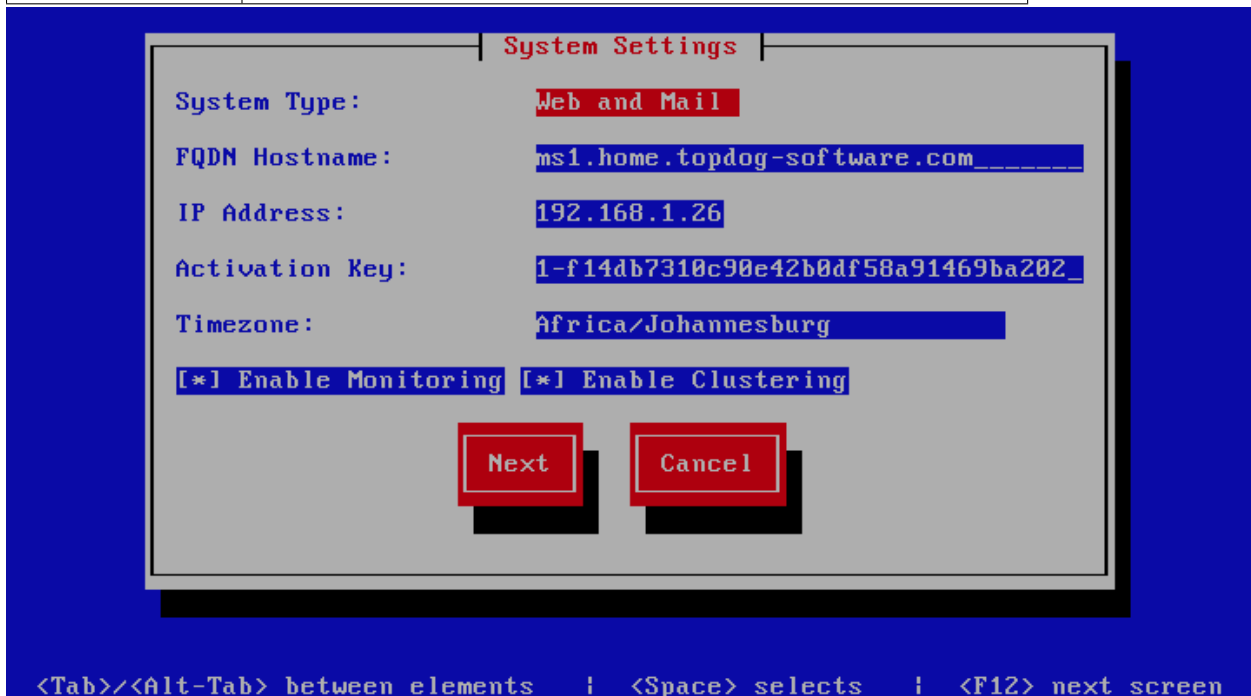 System Settings
System Type: Web and Mail
FQDN Hostname: ms1.home.topdog-software.com_______
IP Address: 192.168.1.26
Activation Key: 1-f14db7310c90e42b0df58a91469ba202_
Timezone: Africa/Johannesburg
[*] Enable Monitoring [*] Enable Clustering
Next Cancel
<Tab>/<Alt-Tab> between elements | <Space> selects | <F12> next screen